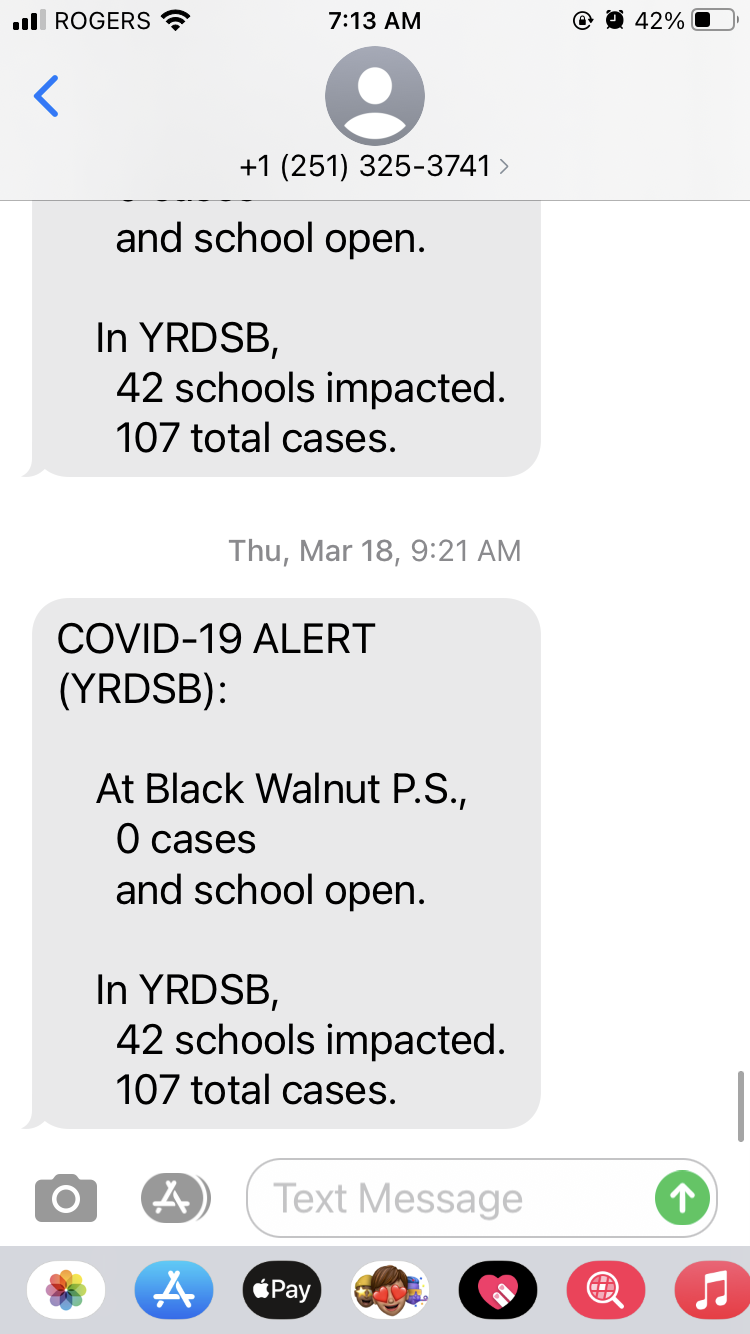 ROGERS 7:13 AM 42%
+1 (251) 325-3741
0 cases
and school open.
In YRDSB,
42 schools impacted.
107 total cases.
Thu, Mar 18, 9:21 AM
COVID-19 ALERT
(YRDSB):
At Black Walnut P.S.,
0 cases
and school open.
In YRDSB,
42 schools impacted.
107 total cases.
Text Message
Pay